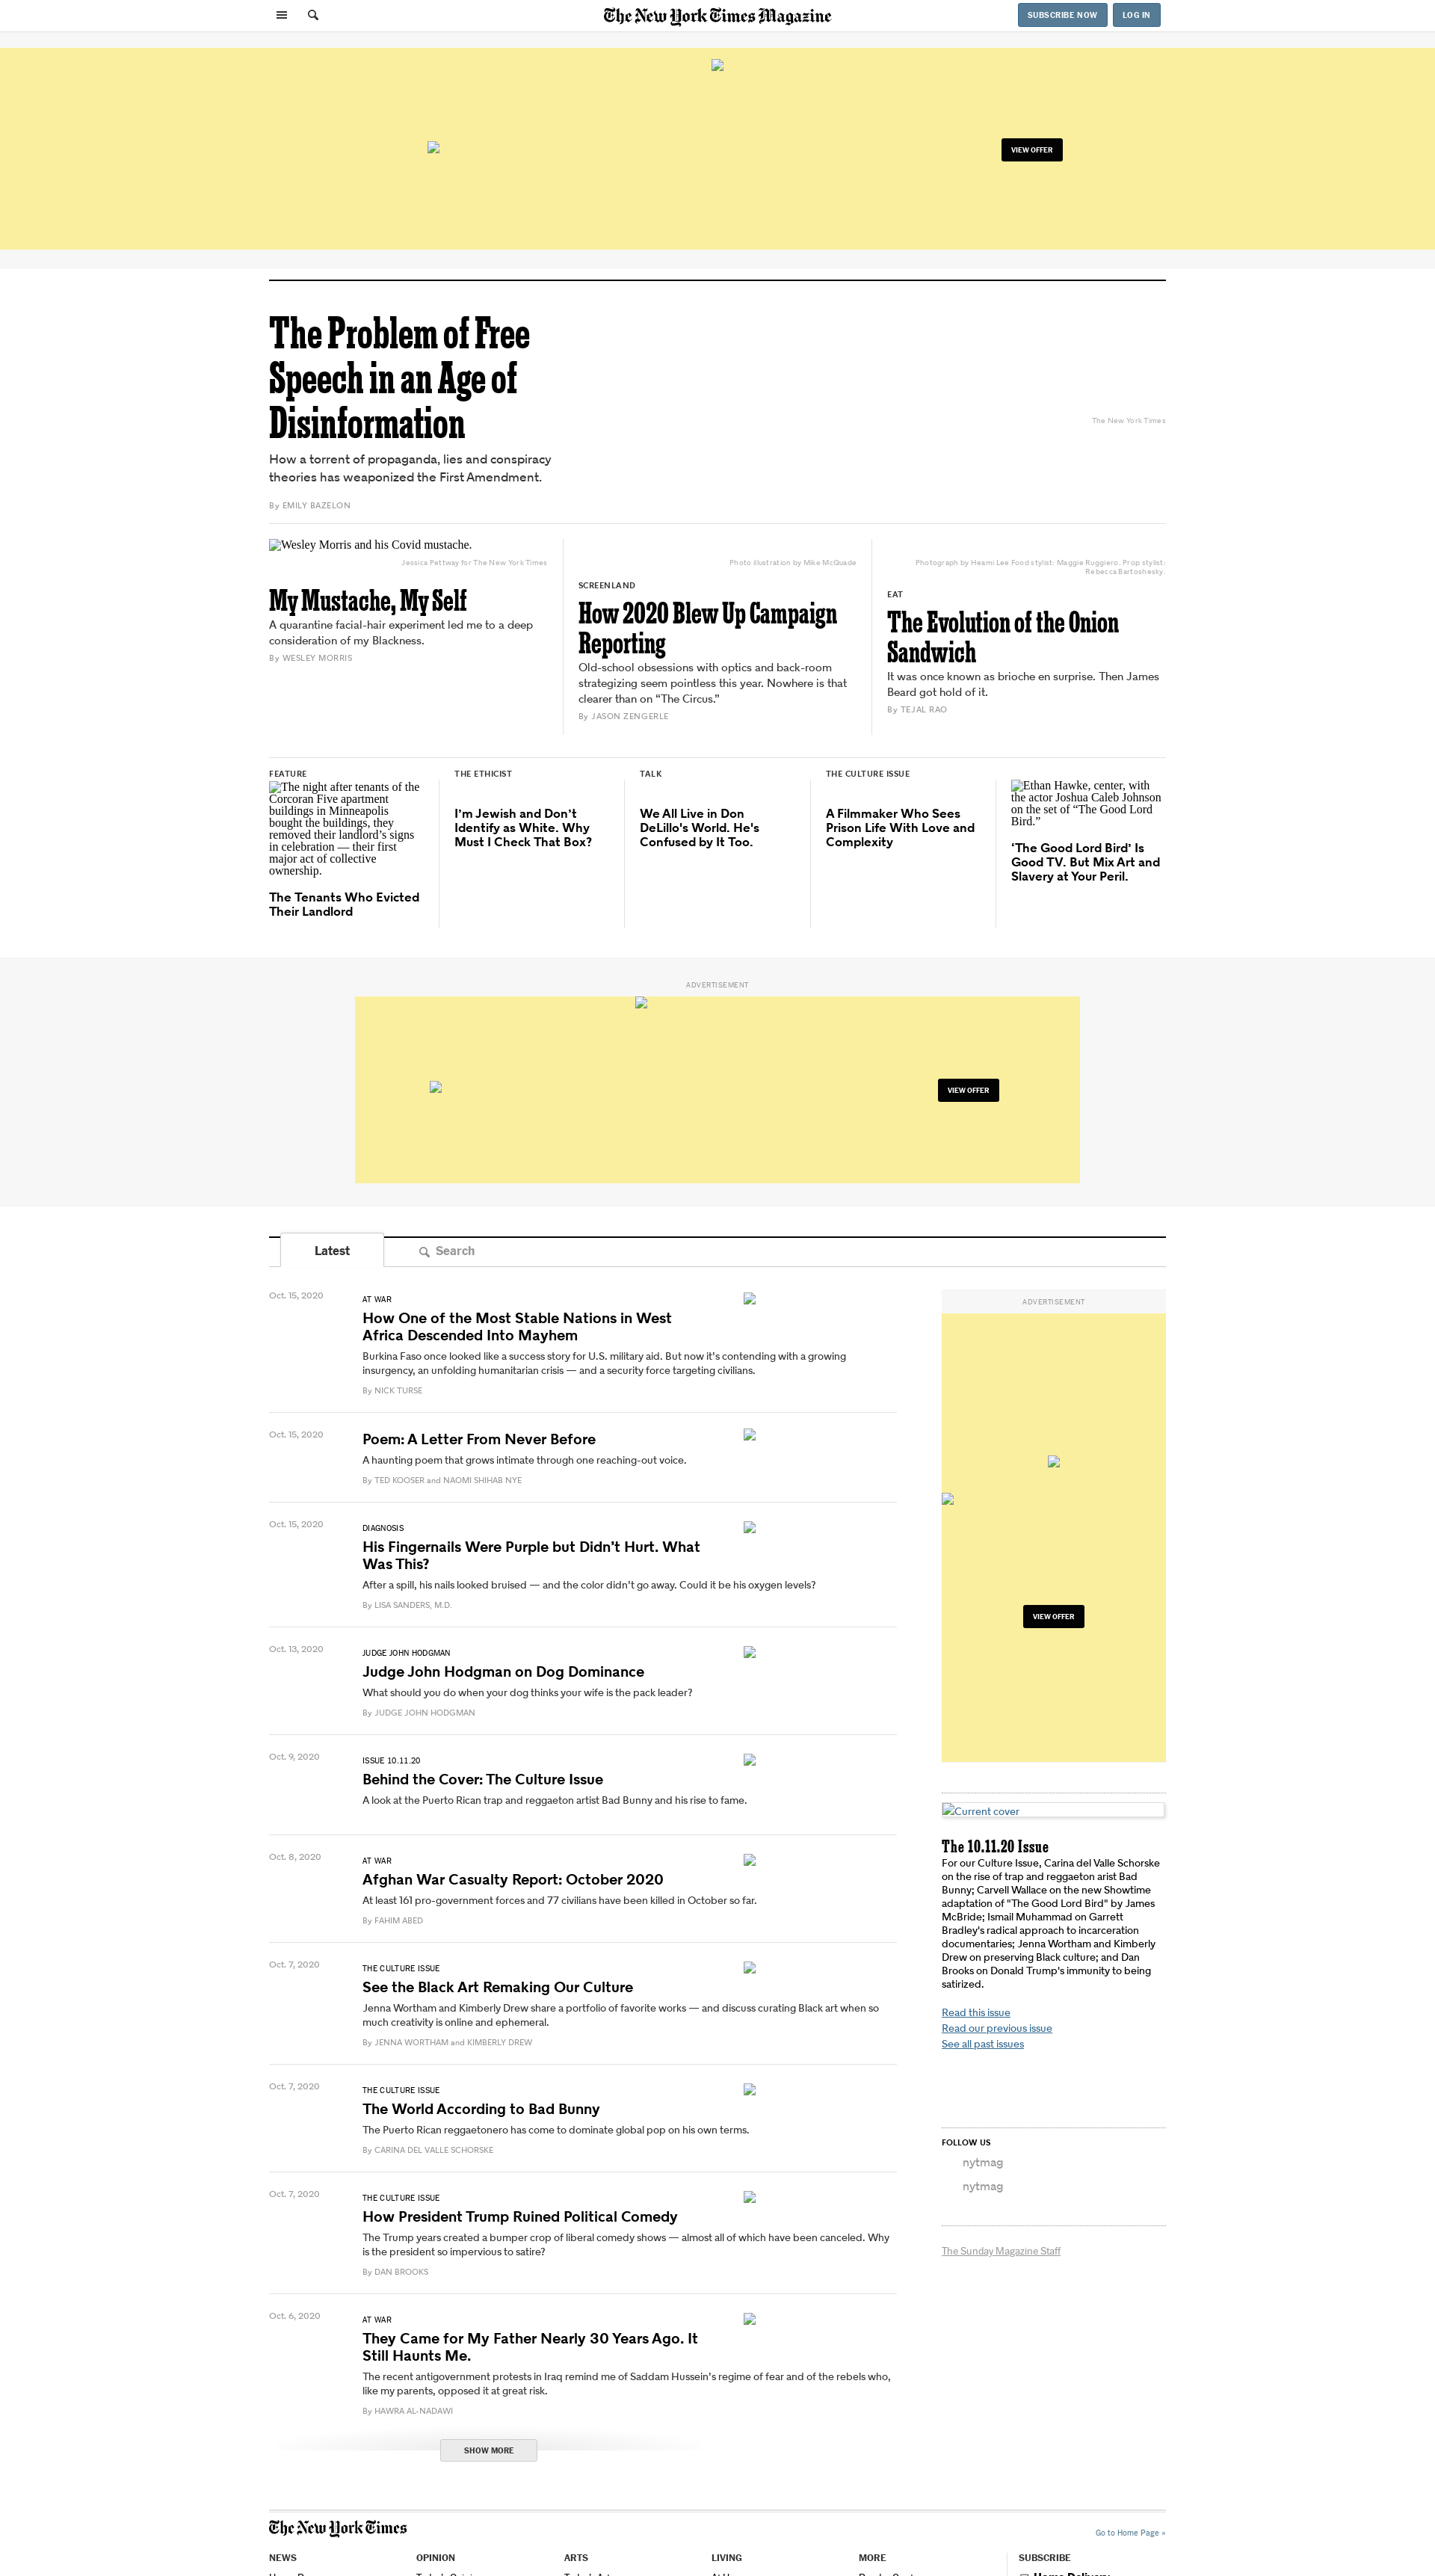 The New York Times Magazine
SUBSCRIBE NOW
LOG IN
VIEW OFFER
The Problem of Free
Speech in an Age of
Disinformation
How a torrent of propaganda, lies and conspiracy
theories has weaponized the First Amendment.
By EMILY BAZELON
The New York Times
Wesley Morris and his Covid mustache.
Jessica Pettway for The New York Times
My Mustache, My Self
A quarantine facial-hair experiment led me to a deep
consideration of my Blackness.
By WESLEY MORRIS
Photo illustration by Mike McQuade
SCREENLAND
How 2020 Blew Up Campaign
Reporting
Old-school obsessions with optics and back-room
strategizing seem pointless this year. Nowhere is that
clearer than on “The Circus.”
By JASON ZENGERLE
Photograph by Heami Lee Food stylist: Maggie Ruggiero. Prop stylist:
Rebecca Bartoshesky.
EAT
The Evolution of the Onion
Sandwich
It was once known as brioche en surprise. Then James
Beard got hold of it.
By TEJAL RAO
FEATURE
The night after tenants of the
Corcoran Five apartment
buildings in Minneapolis
bought the buildings, they
removed their landlord’s signs
in celebration — their first
major act of collective
ownership.
The Tenants Who Evicted
Their Landlord
THE ETHICIST
I’m Jewish and Don’t
Identify as White. Why
Must I Check That Box?
TALK
We All Live in Don
DeLillo's World. He's
Confused by It Too.
THE CULTURE ISSUE
A Filmmaker Who Sees
Prison Life With Love and
Complexity
Ethan Hawke, center, with
the actor Joshua Caleb Johnson
on the set of “The Good Lord
Bird.”
‘The Good Lord Bird’ Is
Good TV. But Mix Art and
Slavery at Your Peril.
ADVERTISEMENT
VIEW OFFER
Latest
Search
Oct. 15, 2020
AT WAR
How One of the Most Stable Nations in West
Africa Descended Into Mayhem
Burkina Faso once looked like a success story for U.S. military aid. But now it’s contending with a growing
insurgency, an unfolding humanitarian crisis — and a security force targeting civilians.
By NICK TURSE
Oct. 15, 2020
Poem: A Letter From Never Before
A haunting poem that grows intimate through one reaching-out voice.
By TED KOOSER and NAOMI SHIHAB NYE
Oct. 15, 2020
DIAGNOSIS
His Fingernails Were Purple but Didn’t Hurt. What
Was This?
After a spill, his nails looked bruised — and the color didn’t go away. Could it be his oxygen levels?
By LISA SANDERS, M.D.
Oct. 13, 2020
JUDGE JOHN HODGMAN
Judge John Hodgman on Dog Dominance
What should you do when your dog thinks your wife is the pack leader?
By JUDGE JOHN HODGMAN
Oct. 9, 2020
ISSUE 10.11.20
Behind the Cover: The Culture Issue
A look at the Puerto Rican trap and reggaeton artist Bad Bunny and his rise to fame.
Oct. 8, 2020
AT WAR
Afghan War Casualty Report: October 2020
At least 161 pro-government forces and 77 civilians have been killed in October so far.
By FAHIM ABED
Oct. 7, 2020
THE CULTURE ISSUE
See the Black Art Remaking Our Culture
Jenna Wortham and Kimberly Drew share a portfolio of favorite works — and discuss curating Black art when so
much creativity is online and ephemeral.
By JENNA WORTHAM and KIMBERLY DREW
Oct. 7, 2020
THE CULTURE ISSUE
The World According to Bad Bunny
The Puerto Rican reggaetonero has come to dominate global pop on his own terms.
By CARINA DEL VALLE SCHORSKE
Oct. 7, 2020
THE CULTURE ISSUE
How President Trump Ruined Political Comedy
The Trump years created a bumper crop of liberal comedy shows — almost all of which have been canceled. Why
is the president so impervious to satire?
By DAN BROOKS
Oct. 6, 2020
AT WAR
They Came for My Father Nearly 30 Years Ago. It
Still Haunts Me.
The recent antigovernment protests in Iraq remind me of Saddam Hussein’s regime of fear and of the rebels who,
like my parents, opposed it at great risk.
By HAWRA AL-NADAWI
SHOW MORE
ADVERTISEMENT
VIEW OFFER
Current cover
The 10.11.20 Issue
For our Culture Issue, Carina del Valle Schorske
on the rise of trap and reggaeton arist Bad
Bunny; Carvell Wallace on the new Showtime
adaptation of "The Good Lord Bird" by James
McBride; Ismail Muhammad on Garrett
Bradley's radical approach to incarceration
documentaries; Jenna Wortham and Kimberly
Drew on preserving Black culture; and Dan
Brooks on Donald Trump's immunity to being
satirized.
Read this issue
Read our previous issue
See all past issues
FOLLOW US
nytmag
nytmag
The Sunday Magazine Staff
The New York Times
Go to Home Page »
NEWS
OPINION
ARTS
LIVING
MORE
SUBSCRIBE